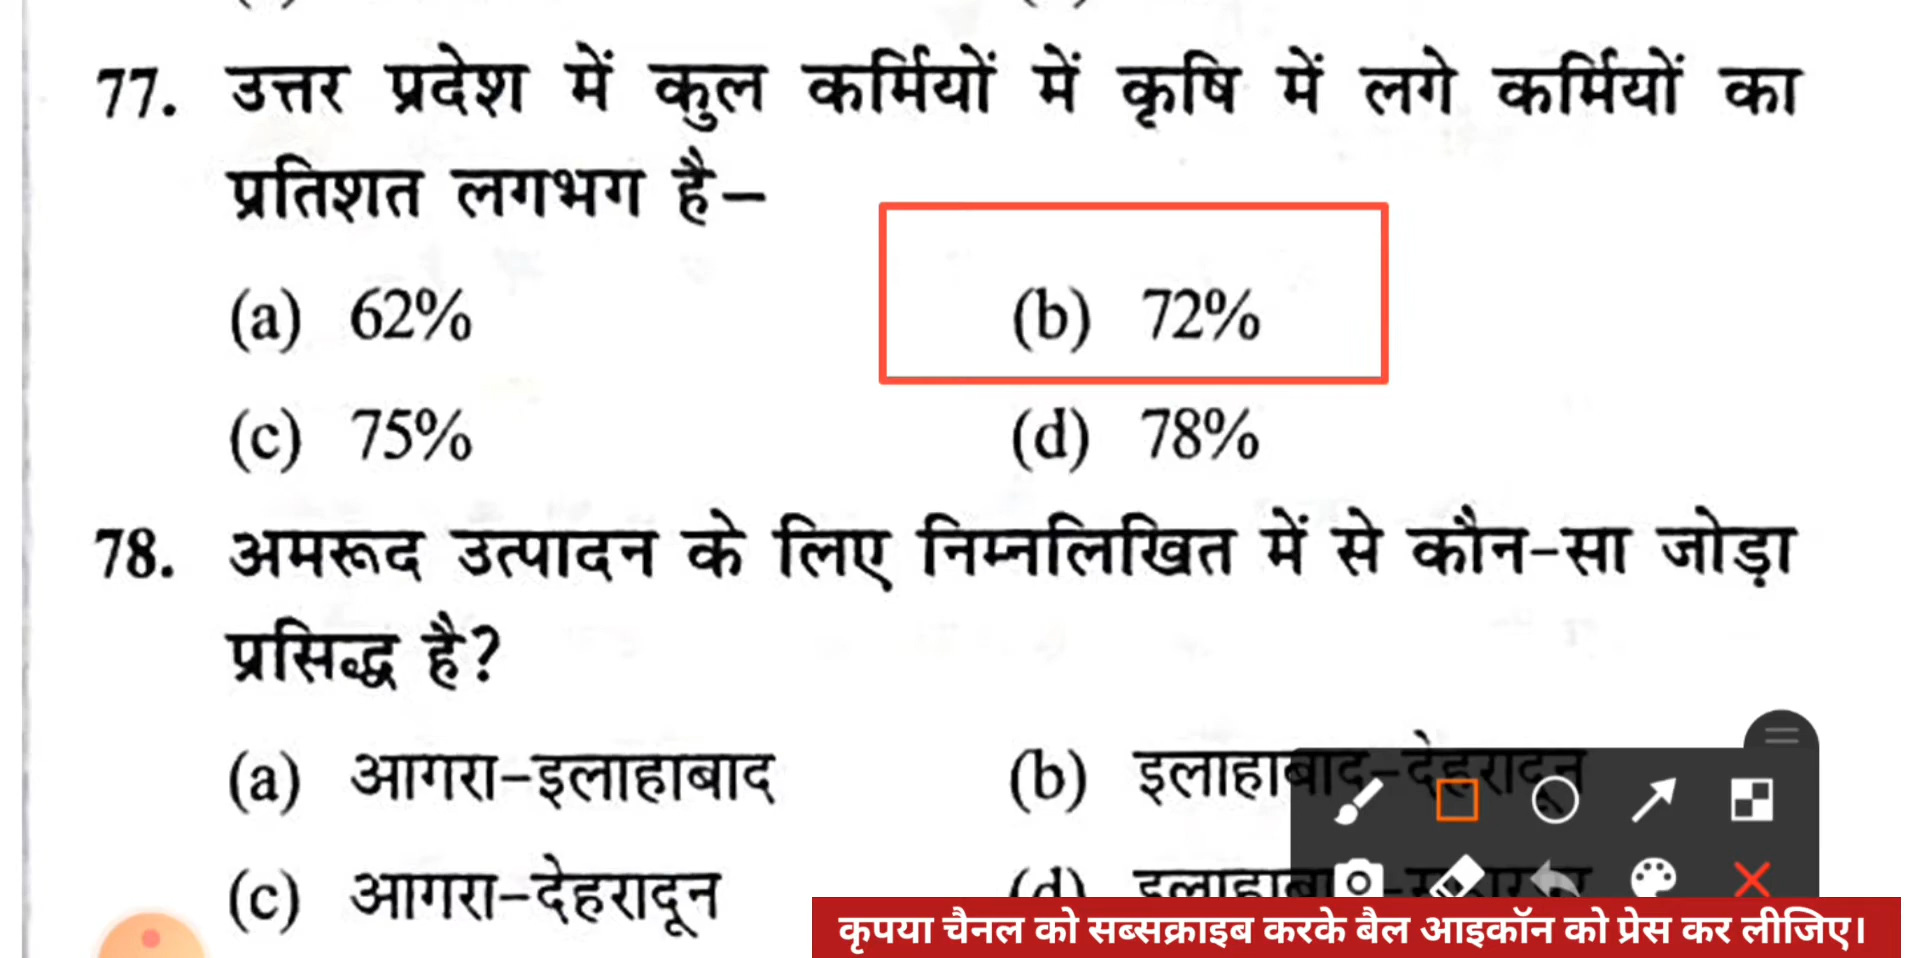 77. उत्तर प्रदेश में कुल कर्मियों में कृषि में लगे कर्मियों का
प्रतिशत लगभग है–
(a) 62% (b) 72%
(c) 75% (d) 78%
78. अमरूद उत्पादन के लिए निम्नलिखित में से कौन-सा जोड़ा
प्रसिद्ध है?
(a) आगरा-इलाहाबाद (b) इलाहाबाद-देहरादून
(c) आगरा-देहरादून (d)
कृपया चैनल को सब्सक्राइब करके बैल आइकॉन को प्रेस कर लीजिए।